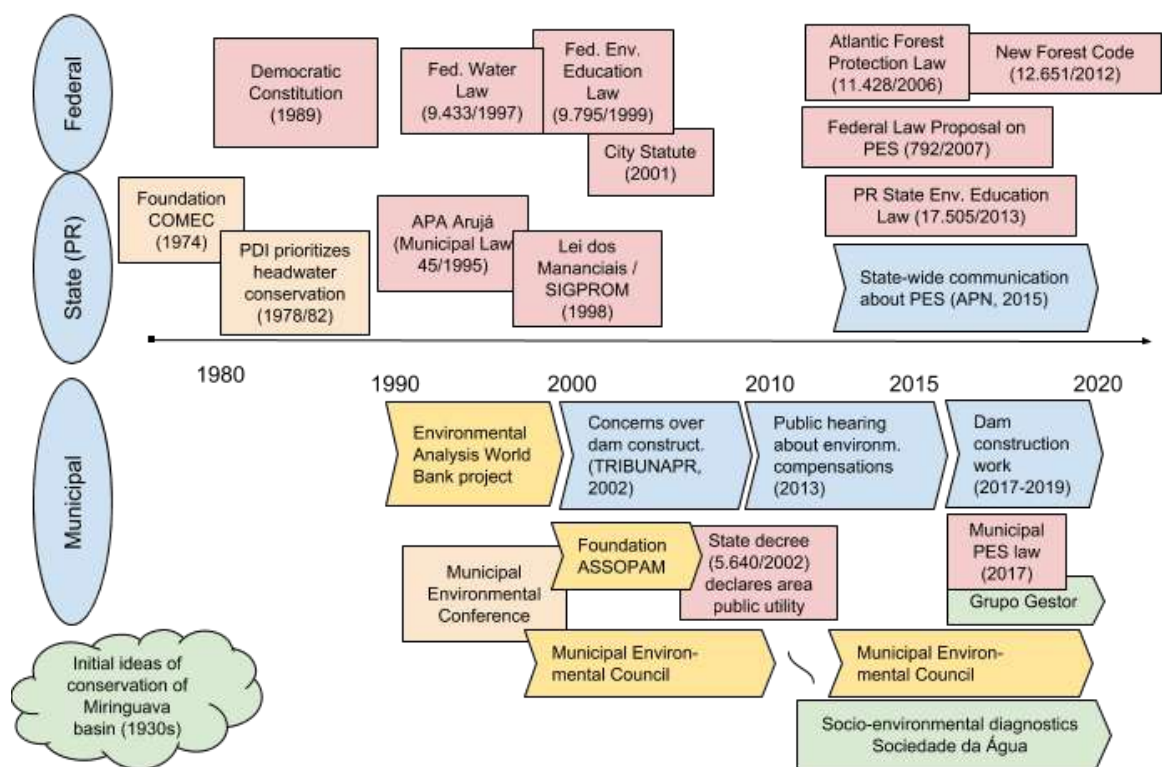 Federal
Democratic
Constitution
(1989)
Fed. Water
Law
(9.433/1997)
Fed. Env.
Education
Law
(9.795/1999)
City Statute
(2001)
Atlantic Forest
Protection Law
(11.428/2006)
New Forest Code
(12.651/2012)
Federal Law Proposal on
PES (792/2007)
State (PR)
Foundation
COMEC
(1974)
PDI prioritizes
headwater
conservation
(1978/82)
APA Arujá
(Municipal Law
45/1995)
Lei dos
Mananciais /
SIGPROM
(1998)
PR State Env. Education
Law (17.505/2013)
State-wide communication
about PES (APN, 2015)
1980
1990
2000
2010
2015
2020
Municipal
Environmental
Analysis World
Bank project
Concerns over
dam construct.
(TRIBUNAPR,
2002)
Public hearing
about environm.
compensations
(2013)
Dam
construction
work
(2017-2019)
Municipal
Environmental
Conference
Foundation
ASSOPAM
State decree
(5.640/2002)
declares area
public utility
Municipal
PES law
(2017)
Grupo Gestor
Municipal Environ-
mental Council
Municipal Environ-
mental Council
Initial ideas of
conservation of
Miringuava
basin (1930s)
Socio-environmental diagnostics
Sociedade da Água